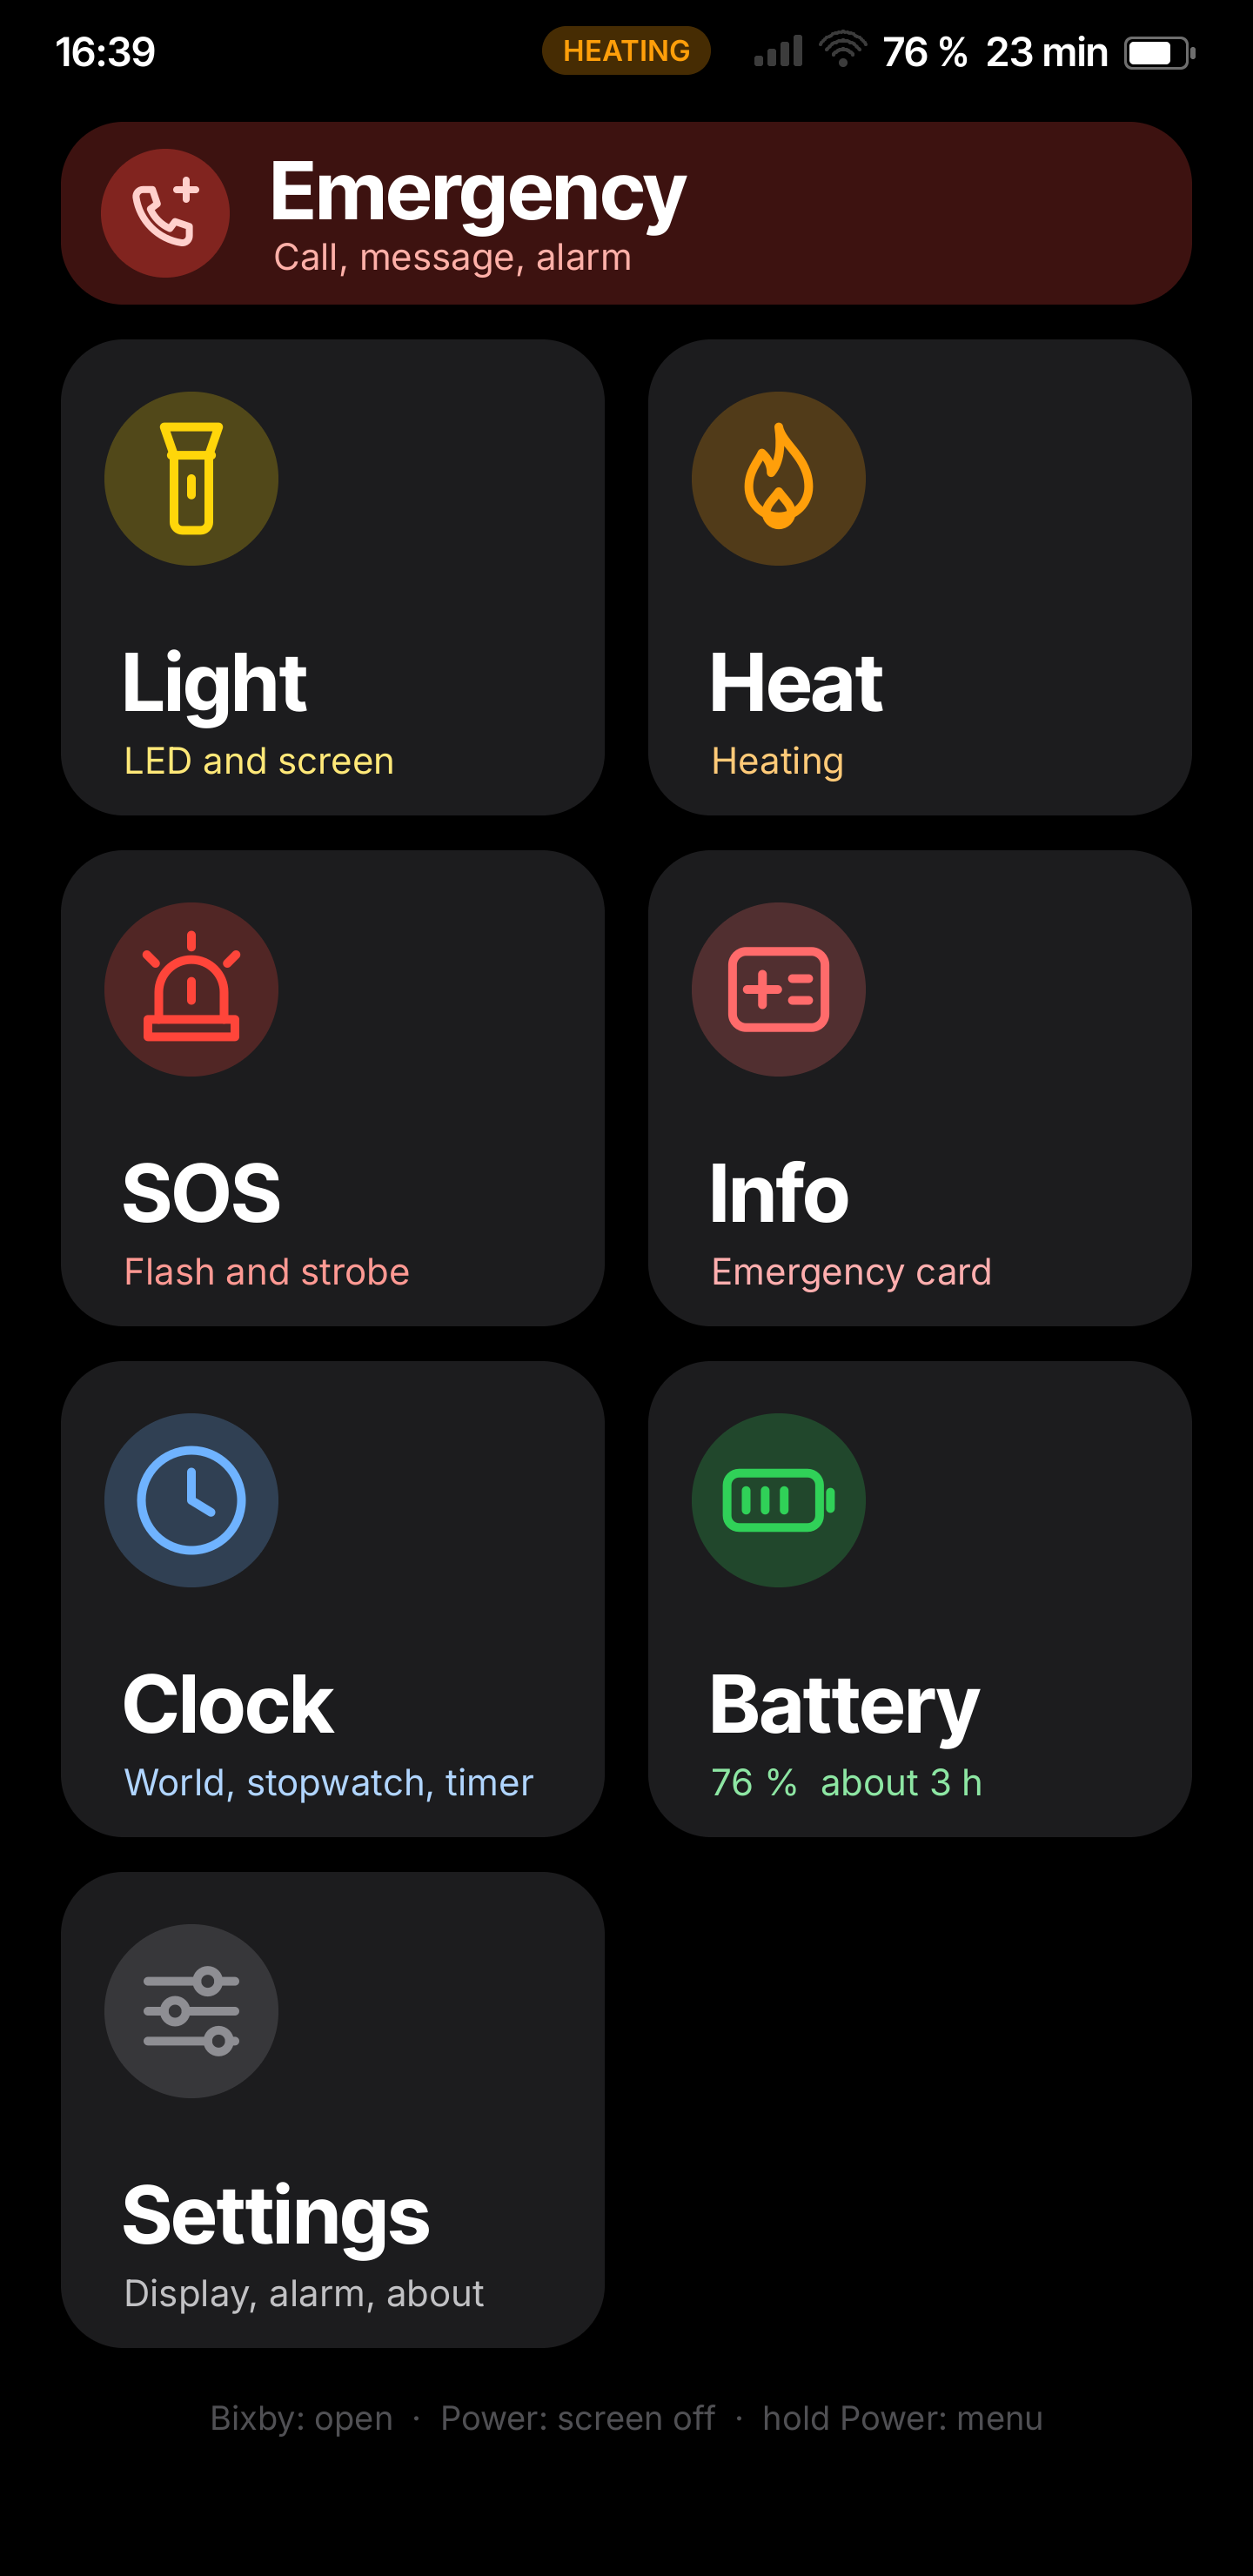 16:39 HEATING 76 % 23 min
Emergency
Call, message, alarm
Light
LED and screen
Heat
Heating
SOS
Flash and strobe
Info
Emergency card
Clock
World, stopwatch, timer
Battery
76 % about 3 h
Settings
Display, alarm, about
Bixby: open · Power: screen off · hold Power: menu